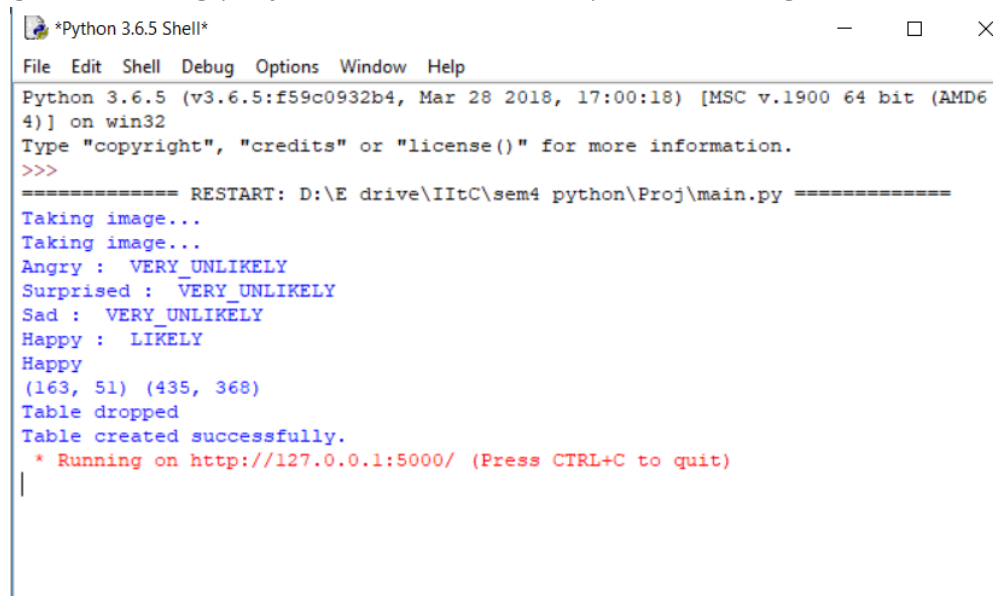 *Python 3.6.5 Shell*
File Edit Shell Debug Options Window Help
Python 3.6.5 (v3.6.5:f59c0932b4, Mar 28 2018, 17:00:18) [MSC v.1900 64 bit (AMD6
4)] on win32
Type "copyright", "credits" or "license()" for more information.
>>>
============= RESTART: D:\E drive\IItC\sem4 python\Proj\main.py =============
Taking image...
Taking image...
Angry :  VERY_UNLIKELY
Surprised :  VERY_UNLIKELY
Sad :  VERY_UNLIKELY
Happy :  LIKELY
Happy
(163, 51) (435, 368)
Table dropped
Table created successfully.
 * Running on http://127.0.0.1:5000/ (Press CTRL+C to quit)